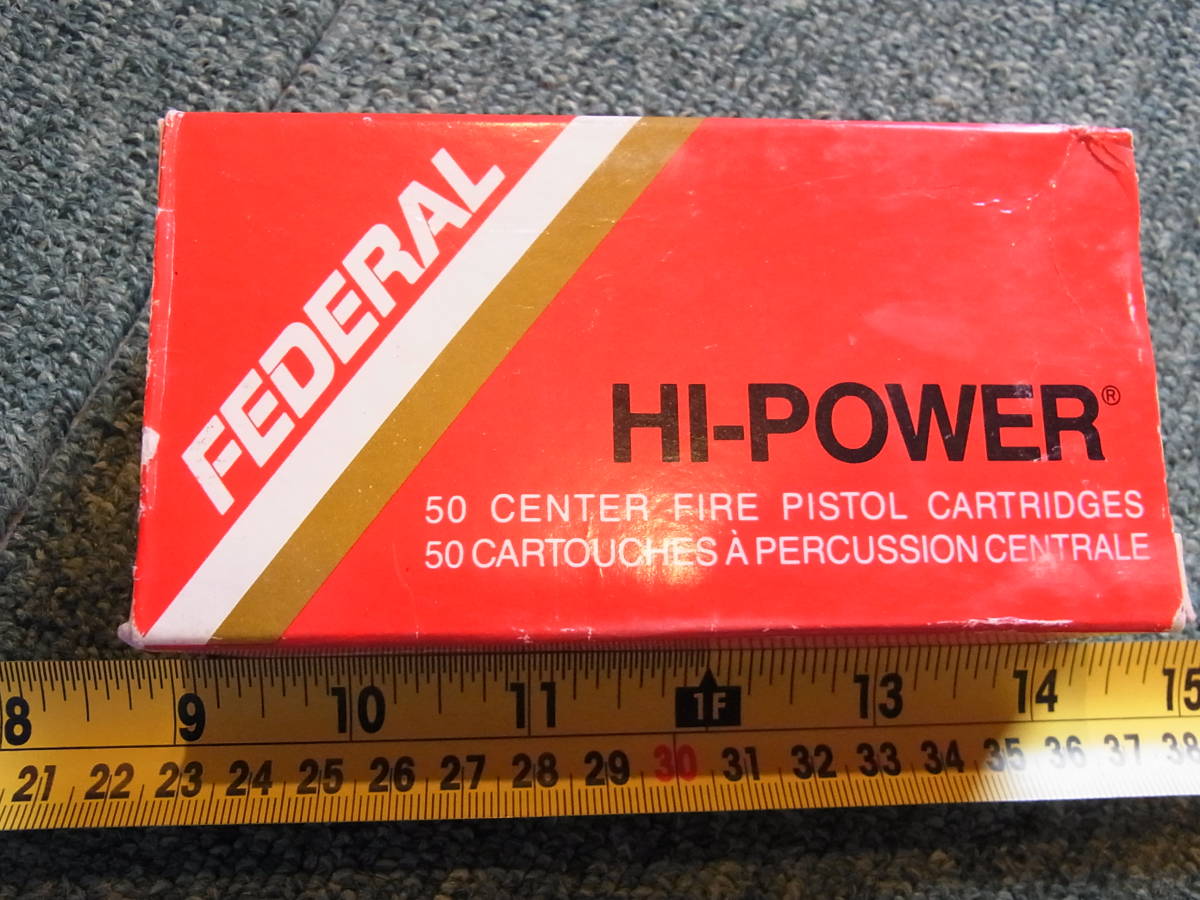 FEDERAL
HI-POWER®
50 CENTER FIRE PISTOL CARTRIDGES
50 CARTOUCHES À PERCUSSION CENTRALE
8 9 10 11 1F 13 14 15
21 22 23 24 25 26 27 28 29 30 31 32 33 34 35 36 37 38